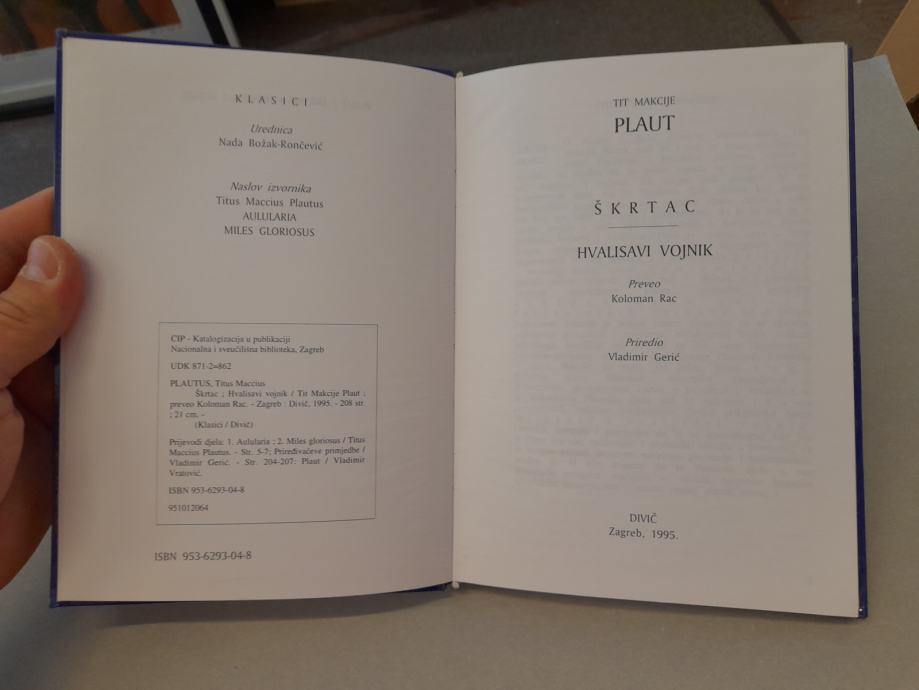 KLASICI
Urednica
Nada Božak-Rončević
Naslov izvornika
Titus Maccius Plautus
AULULARIA
MILES GLORIOSUS
CIP - Katalogizacija u publikaciji
Nacionalna i sveučilišna biblioteka, Zagreb
UDK 871-2=862
PLAUTUS, Titus Maccius
Škrtac ; Hvalisavi vojnik / Tit Makcije Plaut ;
preveo Koloman Rac. - Zagreb : Divič, 1995. - 208 str.
; 21 cm. -
(Klasici / Divič)
Prijevodi djela: 1. Aulularia ; 2. Miles gloriosus / Titus
Maccius Plautus. - Str. 5-7; Priređivačeve primjedbe /
Vladimir Gerić. - Str. 204-207: Plaut / Vladimir
Vratović.
ISBN 953-6293-04-8
951012064
ISBN 953-6293-04-8
TIT MAKCIJE
PLAUT
ŠKRTAC
HVALISAVI VOJNIK
Preveo
Koloman Rac
Priredio
Vladimir Gerić
DIVIČ
Zagreb, 1995.